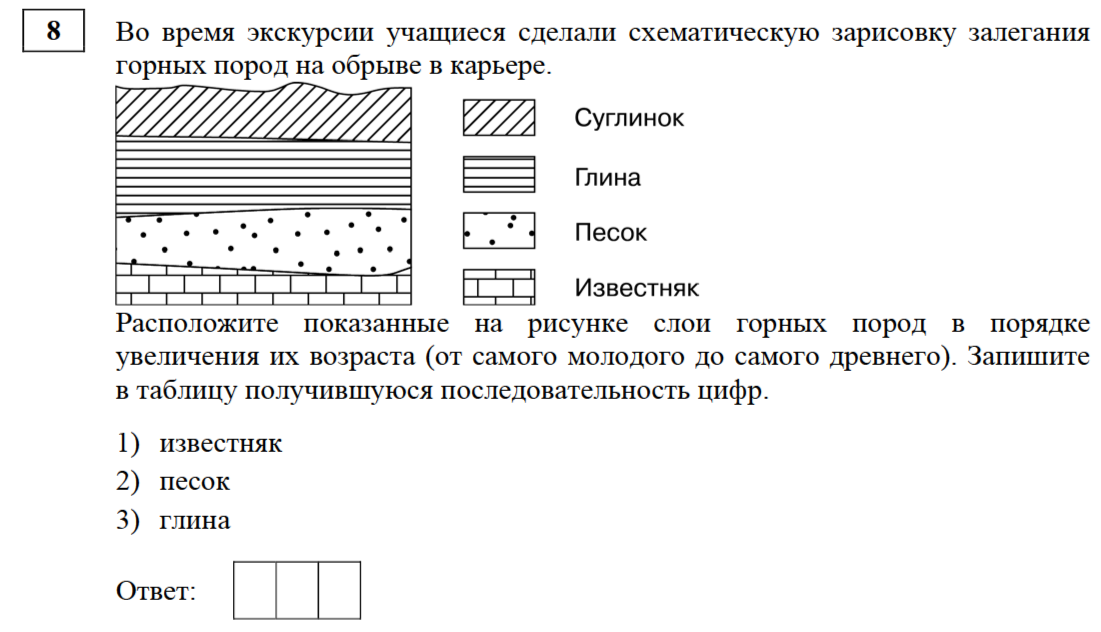 8
Во время экскурсии учащиеся сделали схематическую зарисовку залегания
горных пород на обрыве в карьере.
Суглинок
Глина
Песок
Известняк
Расположите показанные на рисунке слои горных пород в порядке
увеличения их возраста (от самого молодого до самого древнего). Запишите
в таблицу получившуюся последовательность цифр.
1) известняк
2) песок
3) глина
Ответ: